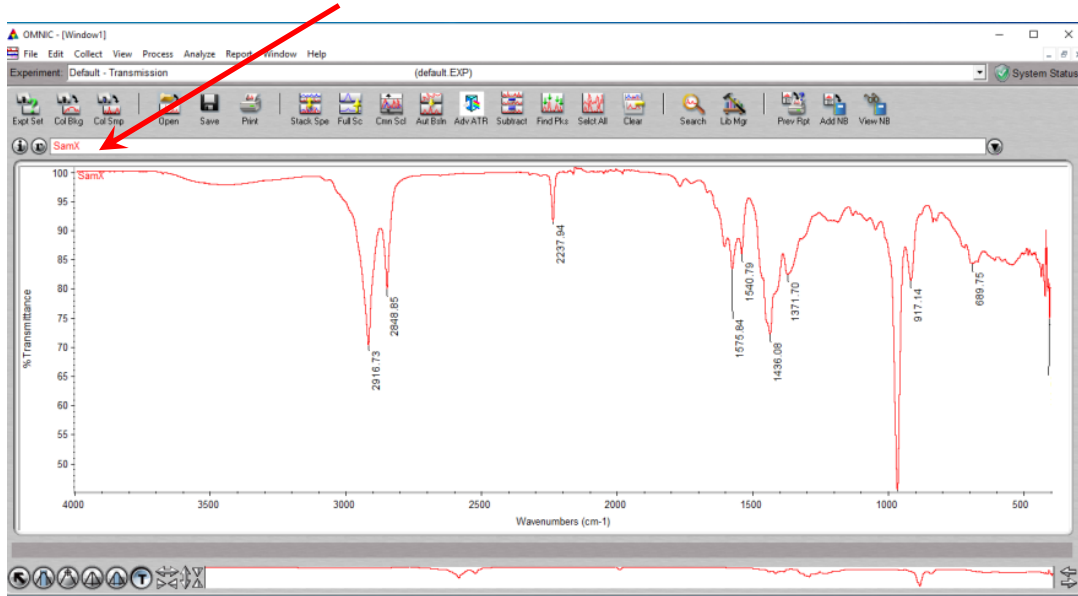 OMNIC - [Window1]
File Edit Collect View Process Analyze Report Window Help
Experiment: Default - Transmission (default.EXP) System Status
Expt Set Col Bkg Col Smp Open Save Print Stack Spe Full Sc Cmn Scl Aut Bsln Adv ATR Subtract Find Pks Selct All Clear Search Lib Mgr Prev Rpt Add NB View NB
SamX
SamX
100
95
90
85
80
75
70
65
60
55
50
%Transmittance
2916.73
2848.85
2237.94
1575.84
1540.79
1436.08
1371.70
917.14
689.75
4000 3500 3000 2500 2000 1500 1000 500
Wavenumbers (cm-1)
T